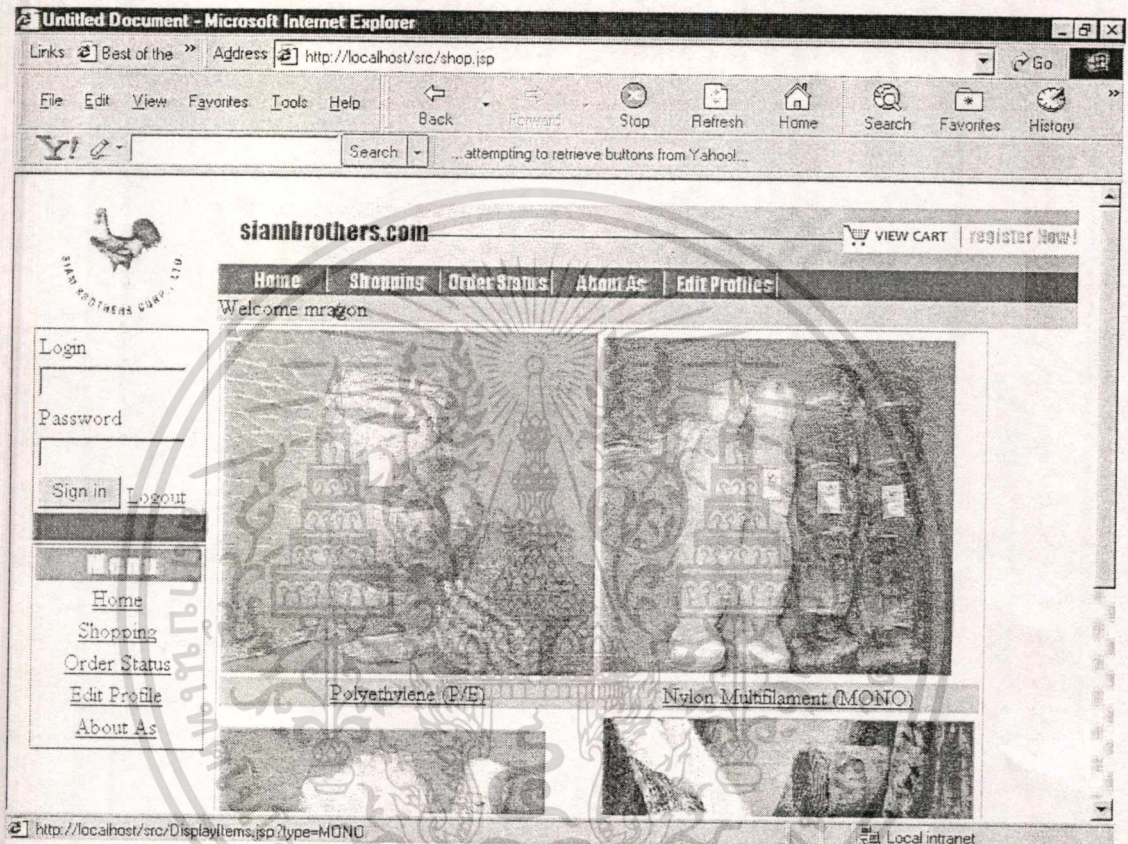 Untitled Document - Microsoft Internet Explorer
Links Best of the » Address http://localhost/src/shop.jsp Go
File Edit View Favorites Tools Help Back Forward Stop Refresh Home Search Favorites History »
Y! Search ...attempting to retrieve buttons from Yahoo!...
SIAM BROTHERS CORP., LTD.
siambrothers.com
VIEW CART | register Now!
Home | Shopping | Order Status | About As | Edit Profiles |
Welcome mragon
Login
Password
Sign in Logout
Menu
Home
Shopping
Order Status
Edit Profile
About As
Polyethylene (P/E)
Nylon Multifilament (MONO)
http://localhost/src/DisplayItems.jsp?type=MONO
Local intranet